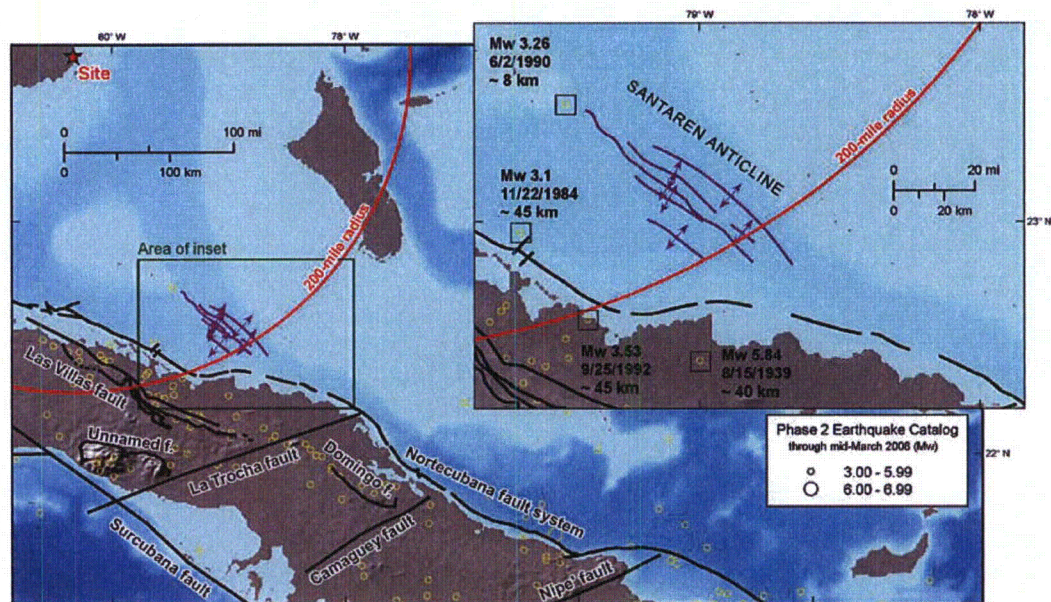 80° W
78° W
Site
0
100 mi
0
100 km
Area of inset
200-mile radius
Las Villas fault
Unnamed f.
La Trocha fault
Domingo f.
Surcubana fault
Camaguey fault
Nortecubana fault system
Nipe' fault
22° N
79° W
78° W
Mw 3.26
6/2/1990
~ 8 km
SANTAREN ANTICLINE
200-mile radius
Mw 3.1
11/22/1984
~ 45 km
0
20 mi
0
20 km
23° N
Mw 3.53
9/25/1992
~ 45 km
Mw 5.84
8/15/1939
~ 40 km
Phase 2 Earthquake Catalog
through mid-March 2008 (Mw)
3.00 - 5.99
6.00 - 6.99